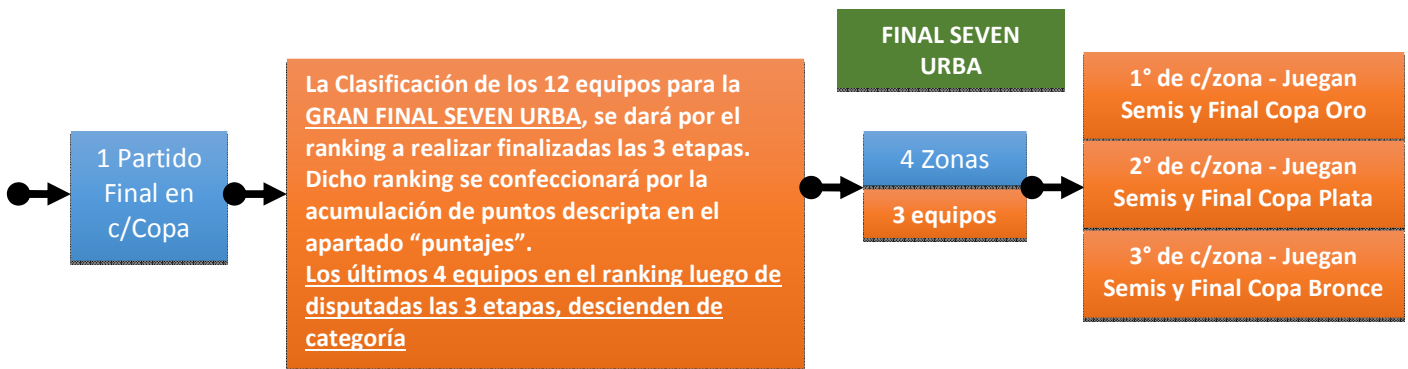 1 Partido
Final en
c/Copa
La Clasificación de los 12 equipos para la
GRAN FINAL SEVEN URBA, se dará por el
ranking a realizar finalizadas las 3 etapas.
Dicho ranking se confeccionará por la
acumulación de puntos descripta en el
apartado “puntajes”.
Los últimos 4 equipos en el ranking luego de
disputadas las 3 etapas, descienden de
categoría
FINAL SEVEN
URBA
4 Zonas
3 equipos
1° de c/zona - Juegan
Semis y Final Copa Oro
2° de c/zona - Juegan
Semis y Final Copa Plata
3° de c/zona - Juegan
Semis y Final Copa Bronce